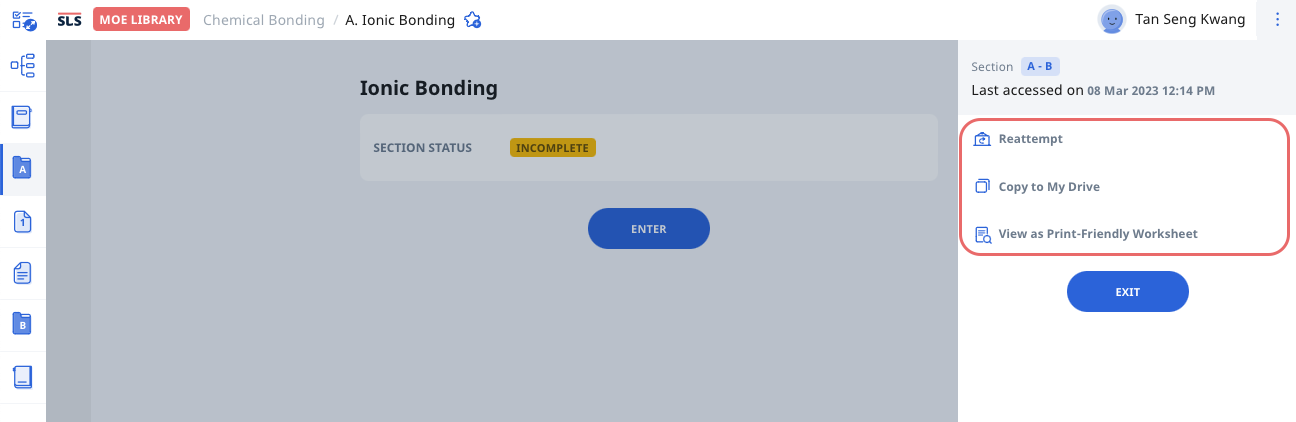 SLS MOE LIBRARY Chemical Bonding / A. Ionic Bonding
Tan Seng Kwang
A
1
B
Ionic Bonding
SECTION STATUS INCOMPLETE
ENTER
Section A - B
Last accessed on 08 Mar 2023 12:14 PM
Reattempt
Copy to My Drive
View as Print-Friendly Worksheet
EXIT